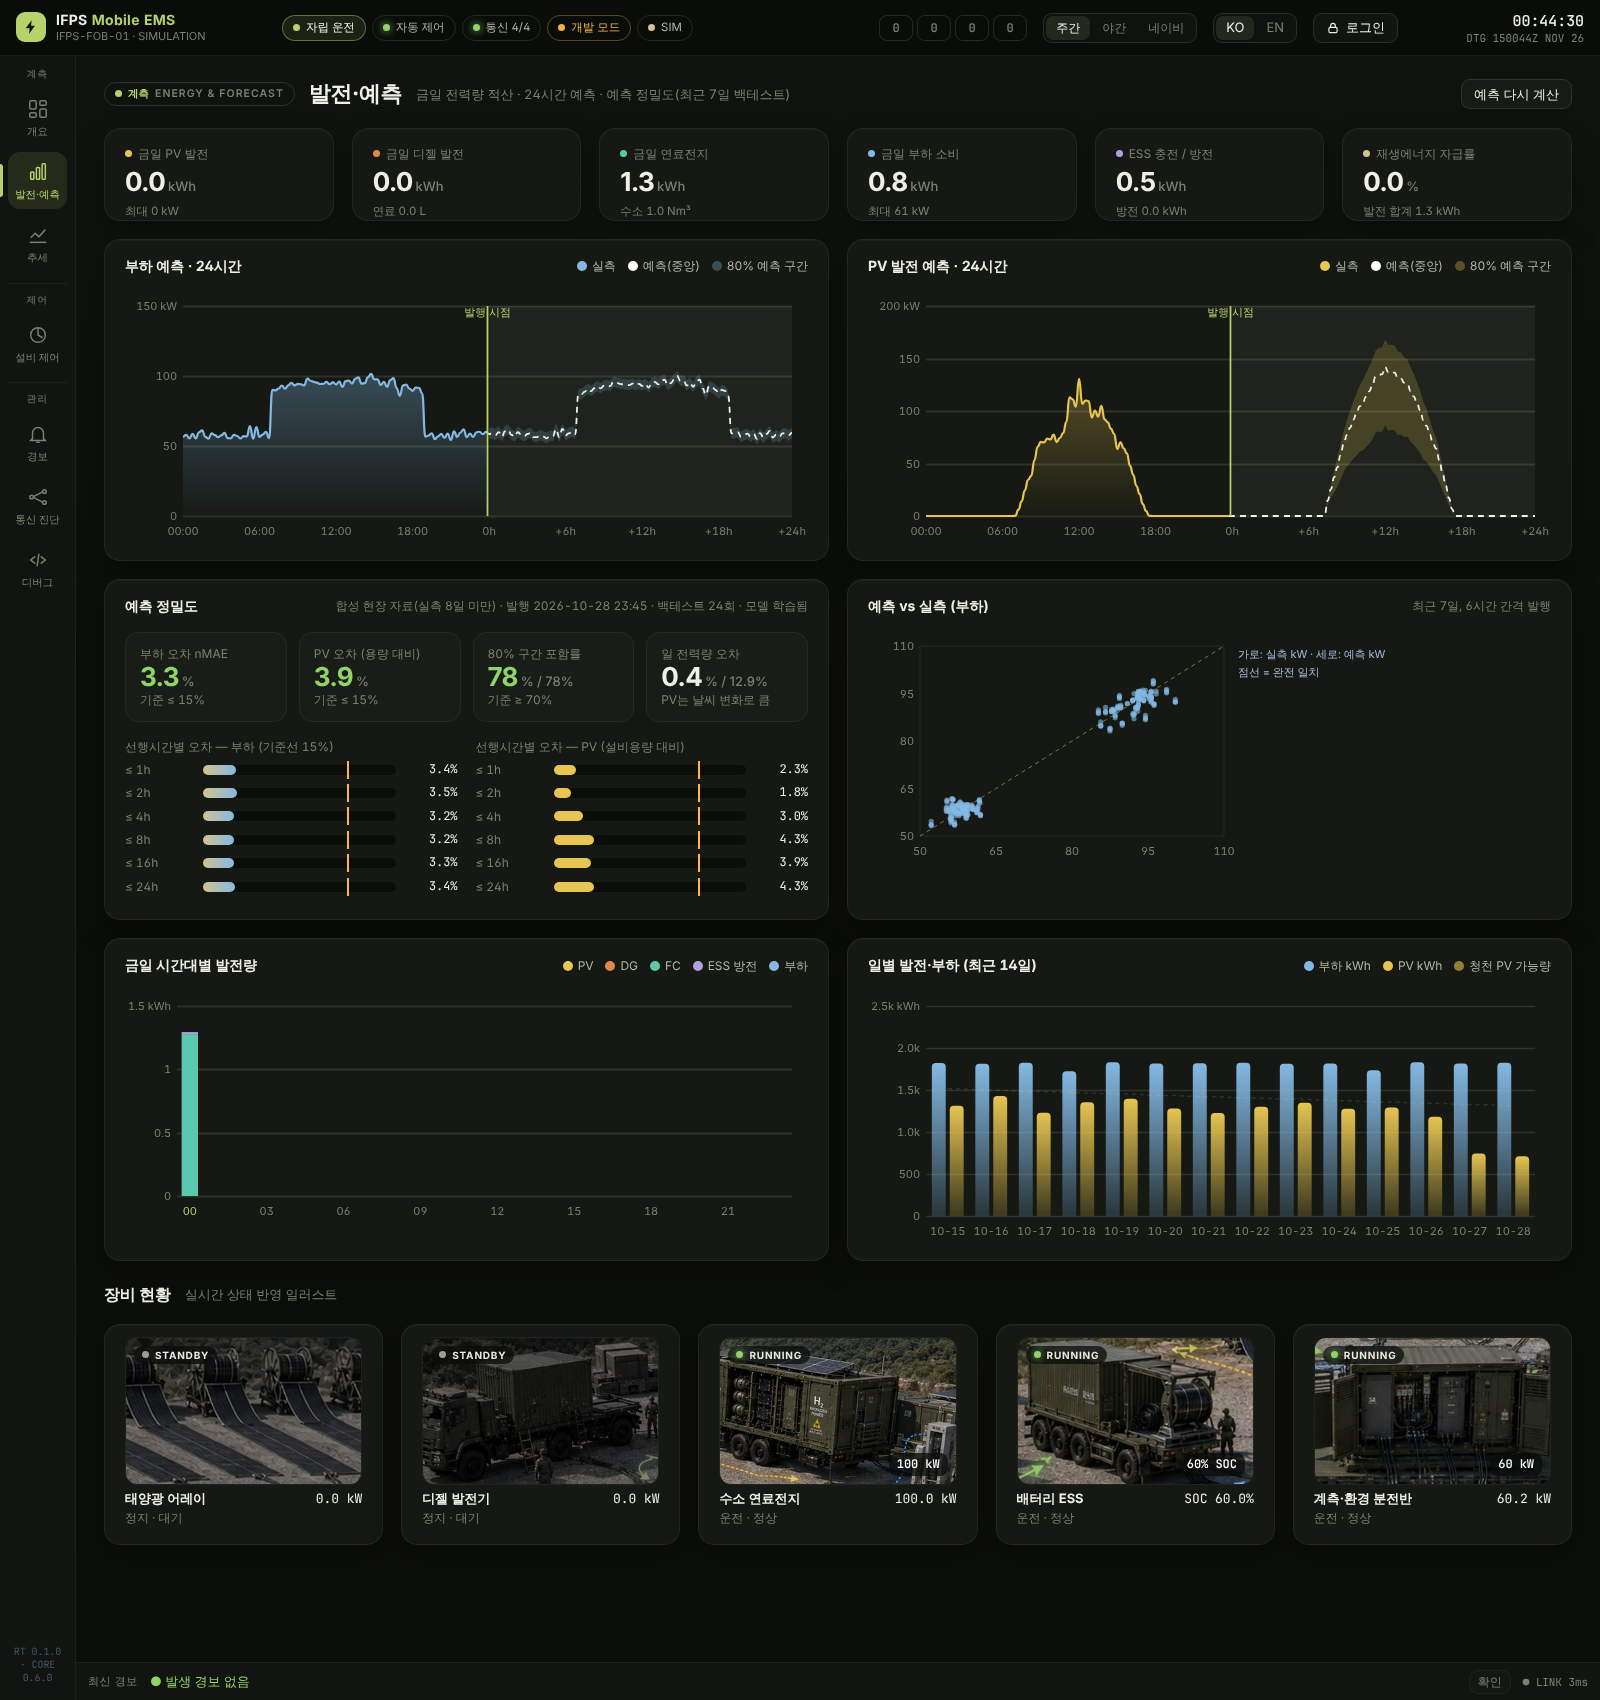 IFPS Mobile EMS
IFPS-FOB-01 · SIMULATION
자립 운전
자동 제어
통신 4/4
개발 모드
SIM
0 0 0 0
주간 야간 네이비
KO EN
로그인
00:44:30
DTG 150044Z NOV 26
계측
개요
발전·예측
추세
제어
설비 제어
관리
경보
통신 진단
디버그
RT 0.1.0
· CORE
0.6.0
계측 ENERGY & FORECAST
발전·예측
금일 전력량 적산 · 24시간 예측 · 예측 정밀도(최근 7일 백테스트)
예측 다시 계산
금일 PV 발전
0.0 kWh
최대 0 kW
금일 디젤 발전
0.0 kWh
연료 0.0 L
금일 연료전지
1.3 kWh
수소 1.0 Nm³
금일 부하 소비
0.8 kWh
최대 61 kW
ESS 충전 / 방전
0.5 kWh
방전 0.0 kWh
재생에너지 자급률
0.0 %
발전 합계 1.3 kWh
부하 예측 · 24시간
실측 예측(중앙) 80% 예측 구간
발행 시점
150 kW
100
50
0
00:00 06:00 12:00 18:00 0h +6h +12h +18h +24h
PV 발전 예측 · 24시간
실측 예측(중앙) 80% 예측 구간
발행 시점
200 kW
150
100
50
0
00:00 06:00 12:00 18:00 0h +6h +12h +18h +24h
예측 정밀도
합성 현장 자료(실측 8일 미만) · 발행 2026-10-28 23:45 · 백테스트 24회 · 모델 학습됨
부하 오차 nMAE
3.3 %
기준 ≤ 15%
PV 오차 (용량 대비)
3.9 %
기준 ≤ 15%
80% 구간 포함률
78 % / 78%
기준 ≥ 70%
일 전력량 오차
0.4 % / 12.9%
PV는 날씨 변화로 큼
선행시간별 오차 — 부하 (기준선 15%)
≤ 1h 3.4%
≤ 2h 3.5%
≤ 4h 3.2%
≤ 8h 3.2%
≤ 16h 3.3%
≤ 24h 3.4%
선행시간별 오차 — PV (설비용량 대비)
≤ 1h 2.3%
≤ 2h 1.8%
≤ 4h 3.0%
≤ 8h 4.3%
≤ 16h 3.9%
≤ 24h 4.3%
예측 vs 실측 (부하)
최근 7일, 6시간 간격 발행
110
95
80
65
50
50 65 80 95 110
가로: 실측 kW · 세로: 예측 kW
점선 = 완전 일치
금일 시간대별 발전량
PV DG FC ESS 방전 부하
1.5 kWh
1
0.5
0
00 03 06 09 12 15 18 21
일별 발전·부하 (최근 14일)
부하 kWh PV kWh 청천 PV 가능량
2.5k kWh
2.0k
1.5k
1.0k
500
0
10-15 10-16 10-17 10-18 10-19 10-20 10-21 10-22 10-23 10-24 10-25 10-26 10-27 10-28
장비 현황
실시간 상태 반영 일러스트
STANDBY
태양광 어레이 0.0 kW
정지 · 대기
STANDBY
디젤 발전기 0.0 kW
정지 · 대기
RUNNING
H₂
100 kW
수소 연료전지 100.0 kW
운전 · 정상
RUNNING
60% SOC
배터리 ESS SOC 60.0%
운전 · 정상
RUNNING
60 kW
계측·환경 분전반 60.2 kW
운전 · 정상
최신 경보
발생 경보 없음
확인
LINK 3ms